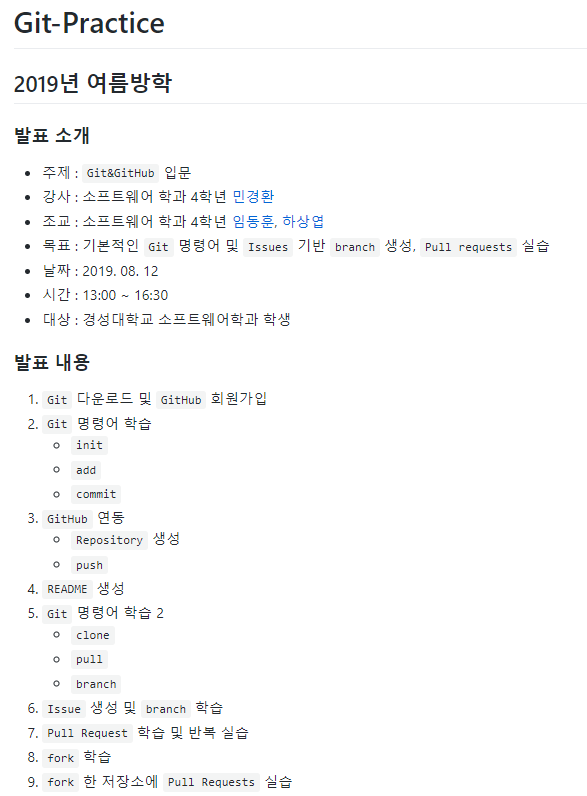 Git-Practice
2019년 여름방학
발표 소개
주제 : Git&GitHub 입문
강사 : 소프트웨어 학과 4학년 민경환
조교 : 소프트웨어 학과 4학년 임동훈, 하상엽
목표 : 기본적인 Git 명령어 및 Issues 기반 branch 생성, Pull requests 실습
날짜 : 2019. 08. 12
시간 : 13:00 ~ 16:30
대상 : 경성대학교 소프트웨어학과 학생
발표 내용
1. Git 다운로드 및 GitHub 회원가입
2. Git 명령어 학습
init
add
commit
3. GitHub 연동
Repository 생성
push
4. README 생성
5. Git 명령어 학습 2
clone
pull
branch
6. Issue 생성 및 branch 학습
7. Pull Request 학습 및 반복 실습
8. fork 학습
9. fork 한 저장소에 Pull Requests 실습